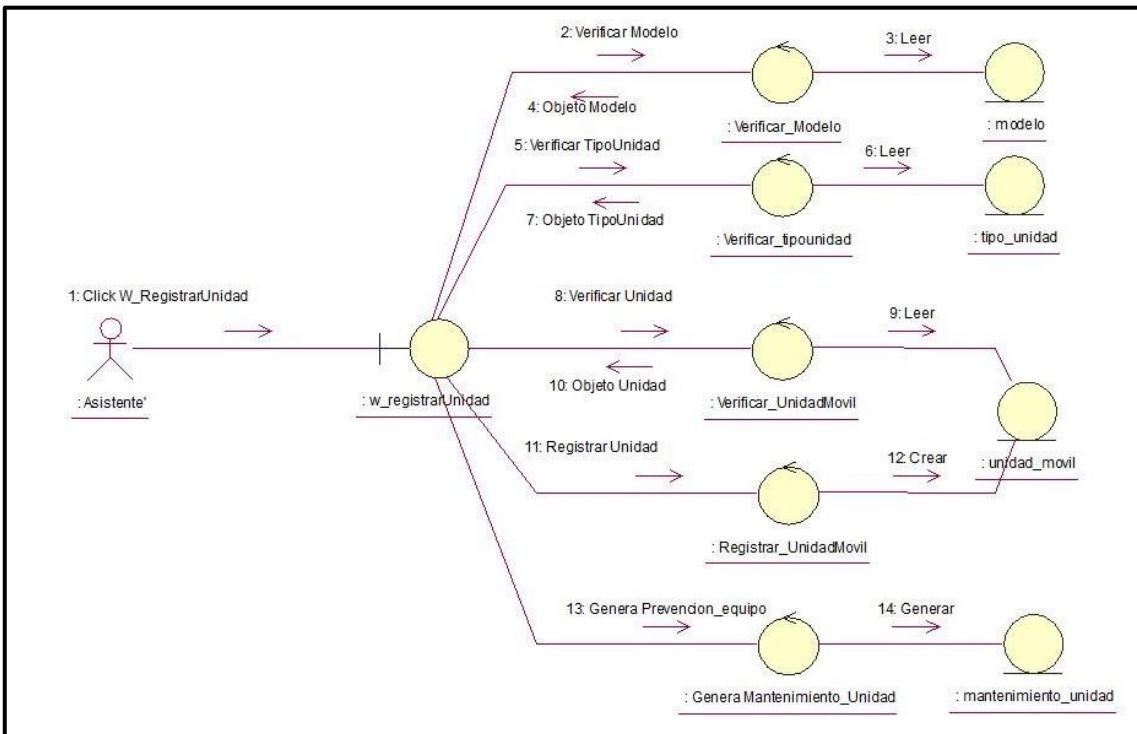 2: Verificar Modelo
3: Leer
4: Objeto Modelo
: Verificar_Modelo
: modelo
5: Verificar TipoUnidad
6: Leer
7: Objeto TipoUnidad
: Verificar_tipounidad
: tipo_unidad
1: Click W_RegistrarUnidad
8: Verificar Unidad
9: Leer
10: Objeto Unidad
: Asistente'
: w_registrarUnidad
: Verificar_UnidadMovil
11: Registrar Unidad
12: Crear
: unidad_movil
: Registrar_UnidadMovil
13: Genera Prevencion_equipo
14: Generar
: Genera Mantenimiento_Unidad
: mantenimiento_unidad